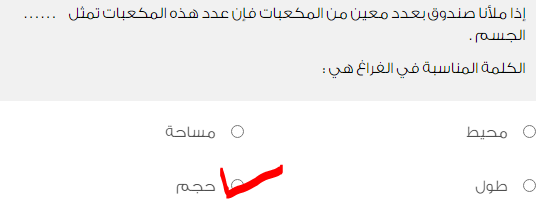 إذا ملأنا صندوق بعدد معين من المكعبات فإن عدد هذه المكعبات تمثل ......
الجسم .
الكلمة المناسبة في الفراغ هي :
محيط
مساحة
طول
حجم